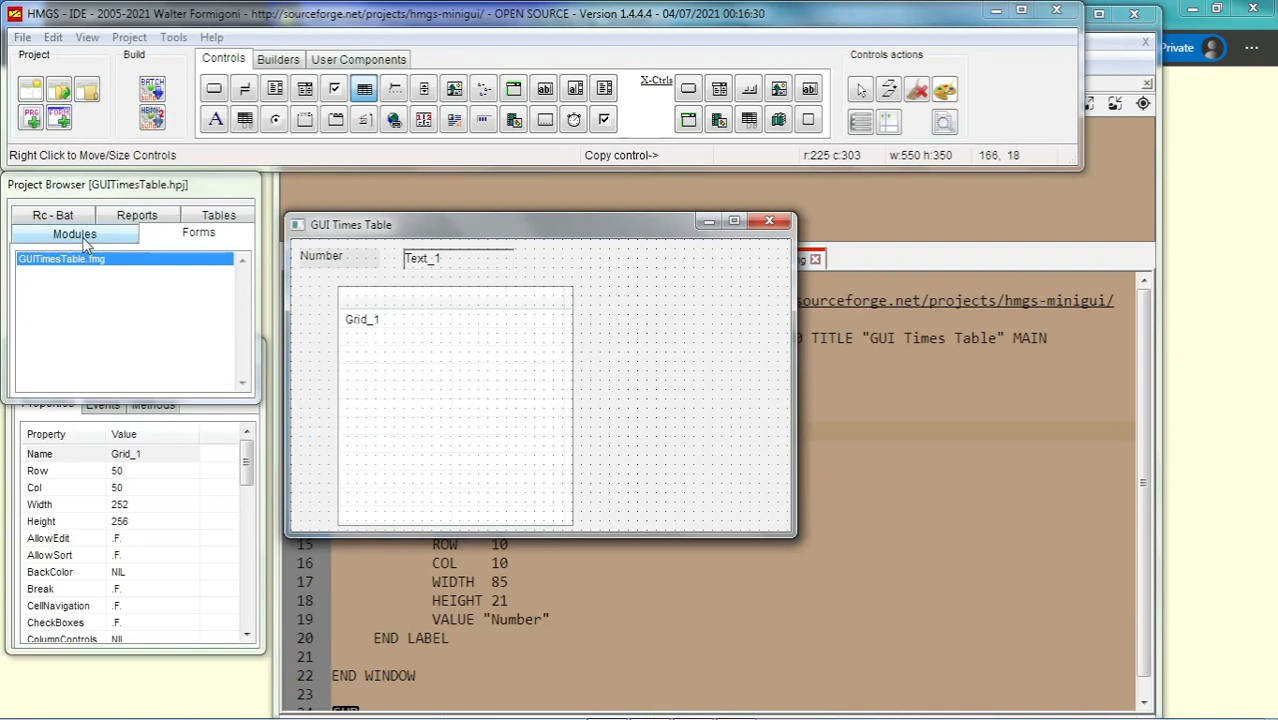 HMGS - IDE - 2005-2021 Walter Formigoni - http://sourceforge.net/projects/hmgs-minigui/ - OPEN SOURCE - Version 1.4.4.4 - 04/07/2021 00:16:30
File Edit View Project Tools Help
Private
Project Build Controls Builders User Components Controls actions
X-Ctrls
Right Click to Move/Size Controls Copy control-> r:225 c:303 w:550 h:350 166, 18
Project Browser [GUITimesTable.hpj]
Rc - Bat Reports Tables
Modules Forms
GUITimesTable.fmg
GUI Times Table
Number Text_1
Grid_1
Properties Events Methods
Property Value
Name Grid_1
Row 50
Col 50
Width 252
Height 256
AllowEdit .F.
AllowSort .F.
BackColor NIL
Break .F.
CellNavigation .F.
CheckBoxes .F.
ColumnControls NIL
sourceforge.net/projects/hmgs-minigui/
0 TITLE "GUI Times Table" MAIN
15 ROW 10
16 COL 10
17 WIDTH 85
18 HEIGHT 21
19 VALUE "Number"
20 END LABEL
21
22 END WINDOW
23